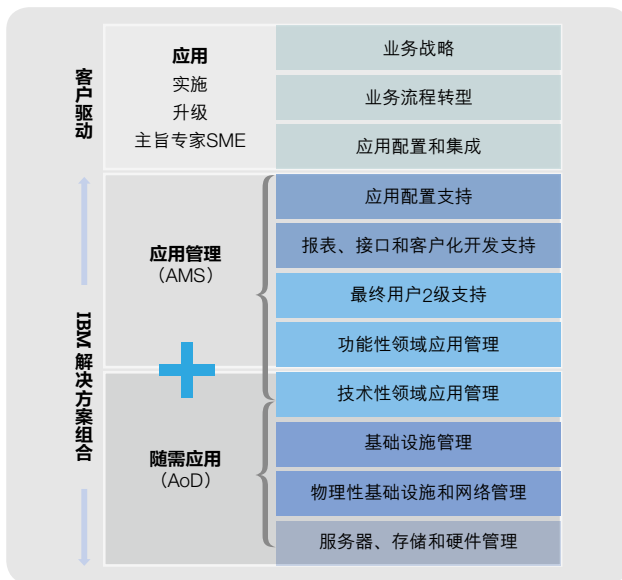 客户驱动
应用
实施
升级
主旨专家SME
业务战略
业务流程转型
应用配置和集成
IBM 解决方案组合
应用管理
（AMS）
应用配置支持
报表、接口和客户化开发支持
最终用户2级支持
功能性领域应用管理
技术性领域应用管理
随需应用
（AoD）
基础设施管理
物理性基础设施和网络管理
服务器、存储和硬件管理